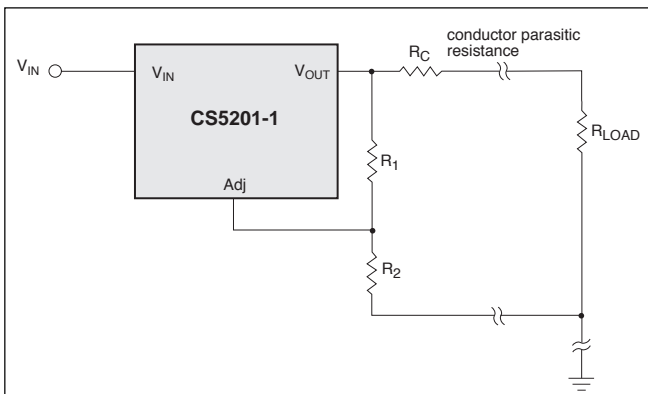 conductor parasitic
resistance
R_C
V_IN
V_IN
V_OUT
CS5201-1
R_LOAD
R_1
Adj
R_2